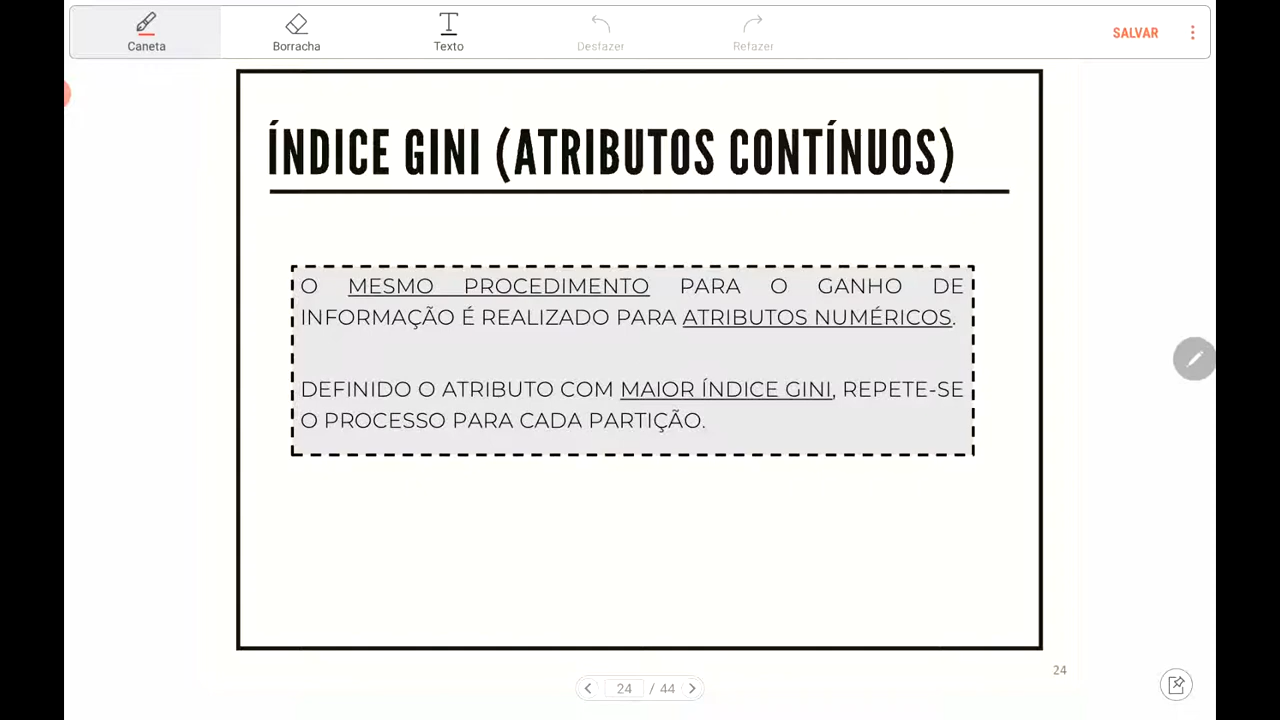 Caneta
Borracha
Texto
Desfazer
Refazer
SALVAR
ÍNDICE GINI (ATRIBUTOS CONTÍNUOS)
O MESMO PROCEDIMENTO PARA O GANHO DE
INFORMAÇÃO É REALIZADO PARA ATRIBUTOS NUMÉRICOS.
DEFINIDO O ATRIBUTO COM MAIOR ÍNDICE GINI, REPETE-SE
O PROCESSO PARA CADA PARTIÇÃO.
24
24 / 44